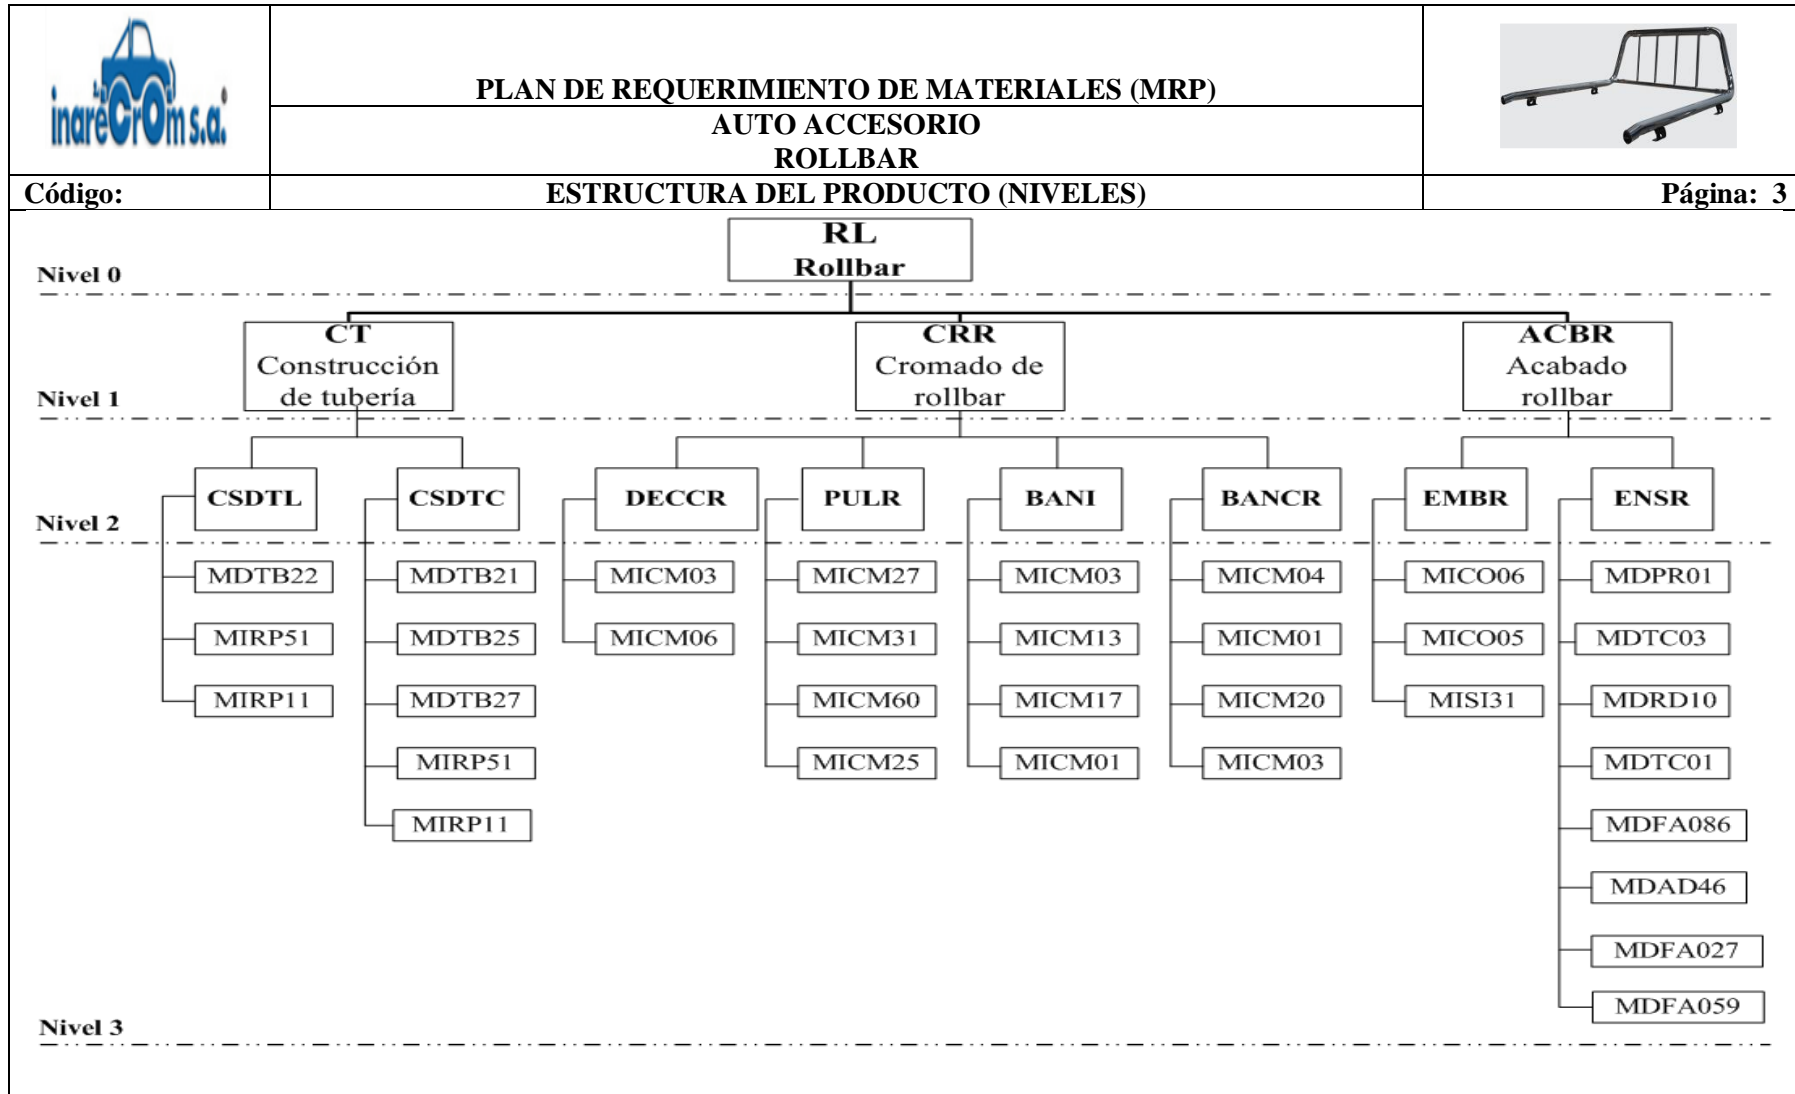 inarecrom s.a.
PLAN DE REQUERIMIENTO DE MATERIALES (MRP)
AUTO ACCESORIO
ROLLBAR
Código:
ESTRUCTURA DEL PRODUCTO (NIVELES)
Página: 3
RL
Rollbar
Nivel 0
CT
Construcción
de tubería
CRR
Cromado de
rollbar
ACBR
Acabado
rollbar
Nivel 1
CSDTL
CSDTC
DECCR
PULR
BANI
BANCR
EMBR
ENSR
Nivel 2
MDTB22
MIRP51
MIRP11
MDTB21
MDTB25
MDTB27
MIRP51
MIRP11
MICM03
MICM06
MICM27
MICM31
MICM60
MICM25
MICM03
MICM13
MICM17
MICM01
MICM04
MICM01
MICM20
MICM03
MICO06
MICO05
MISI31
MDPR01
MDTC03
MDRD10
MDTC01
MDFA086
MDAD46
MDFA027
MDFA059
Nivel 3